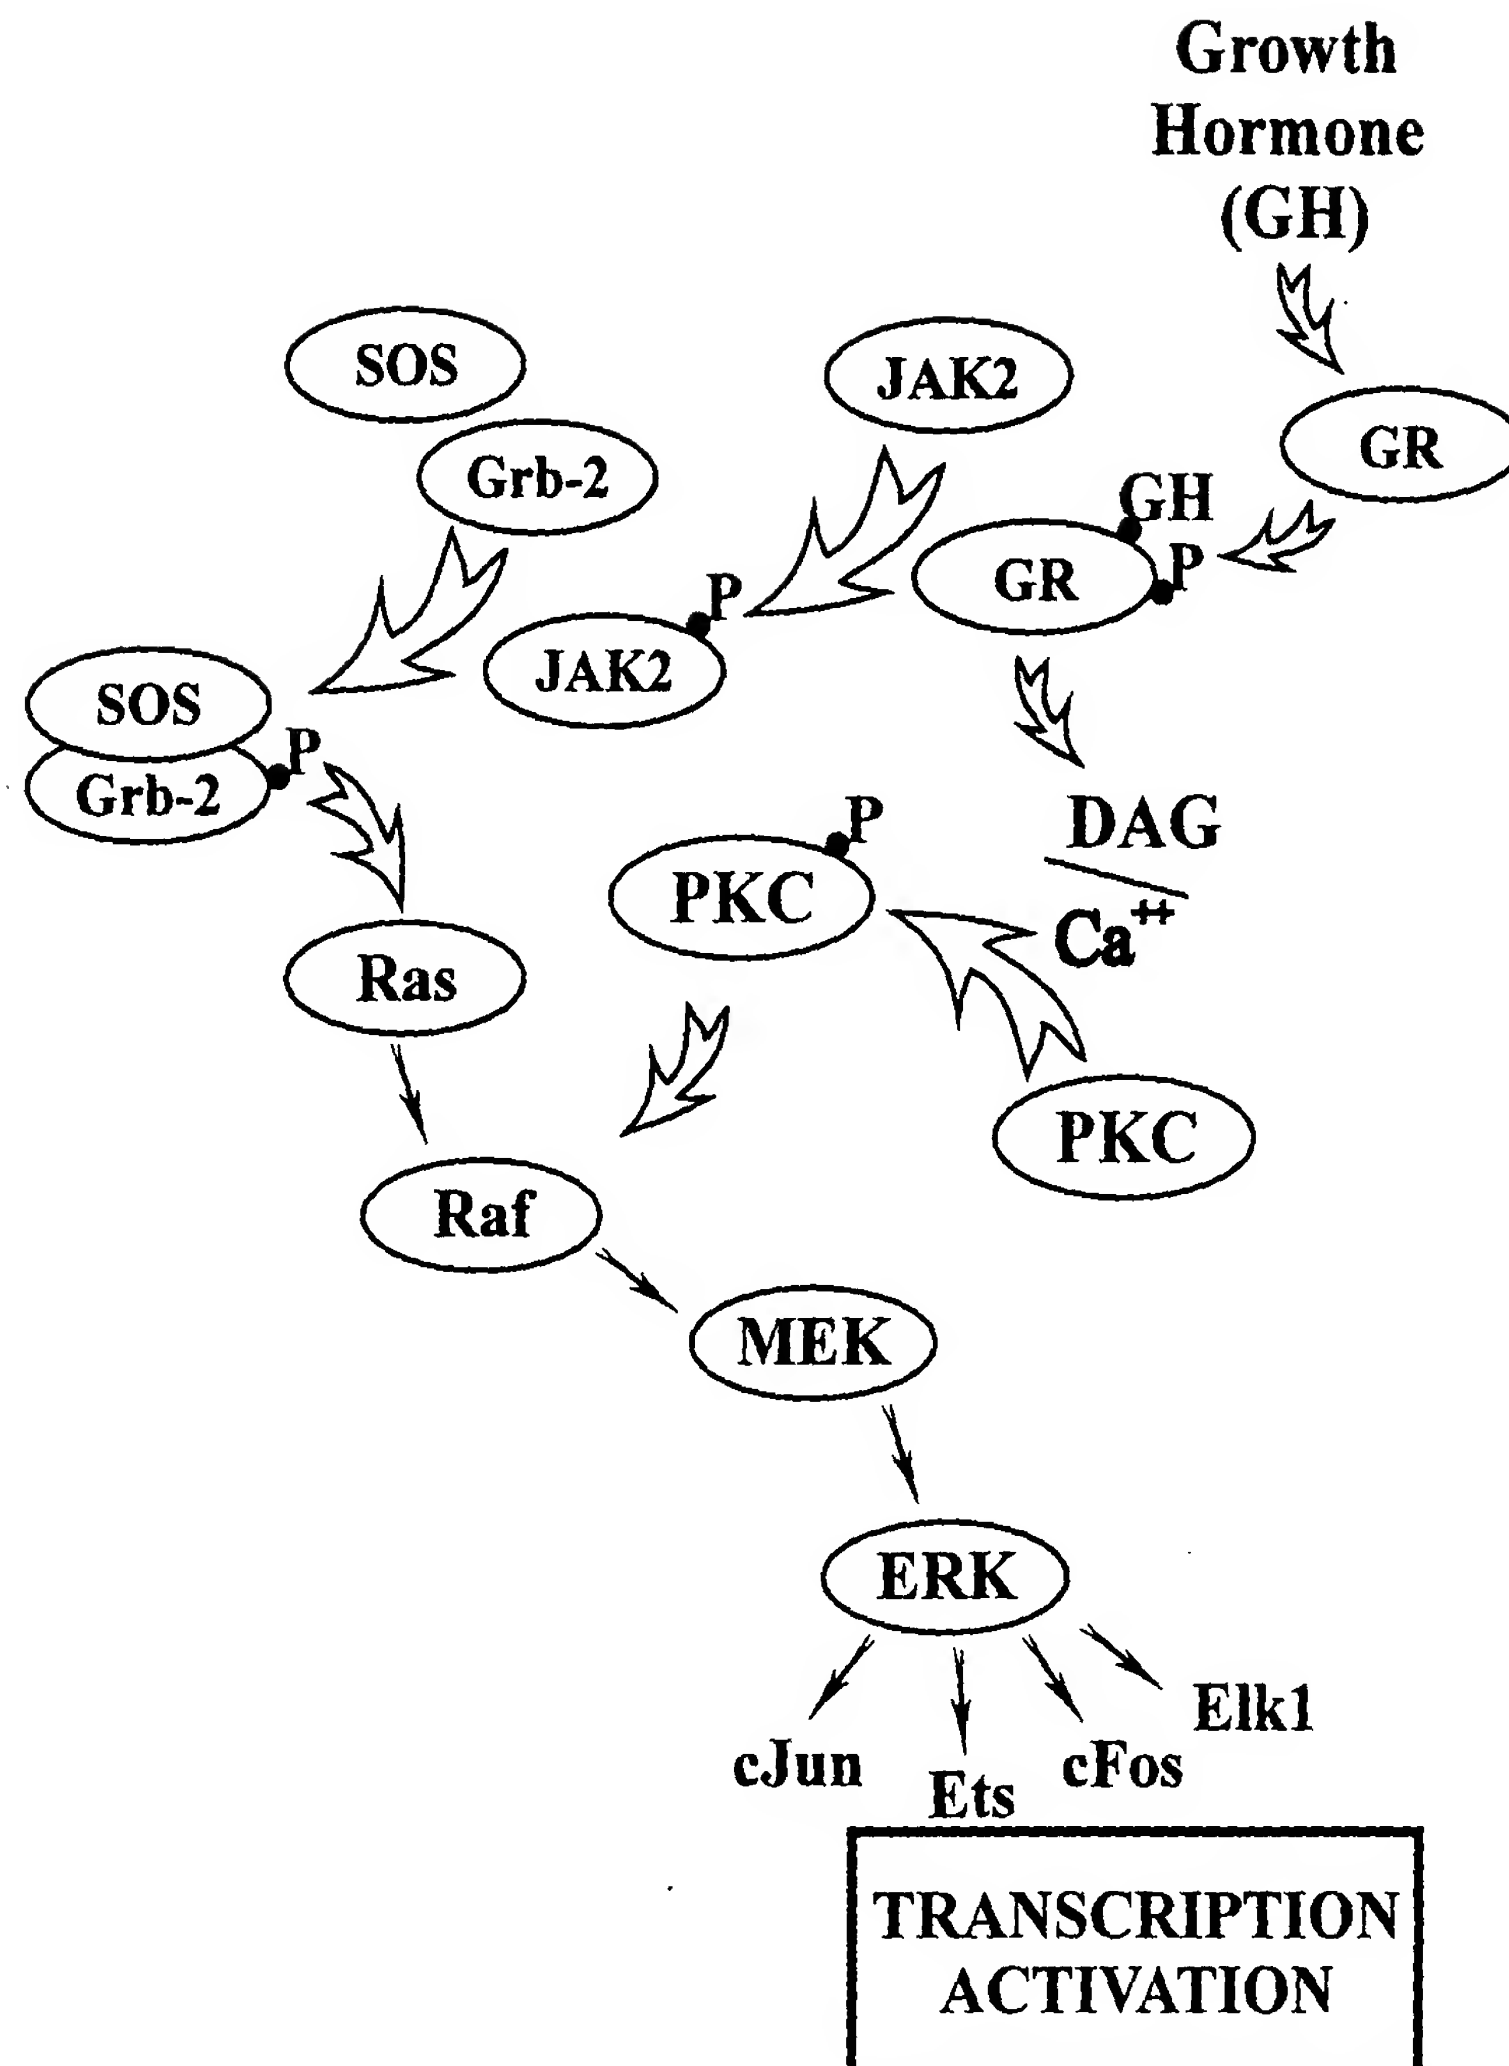 Growth
Hormone
(GH)
SOS
JAK2
GR
Grb-2
GH
P
GR
P
JAK2
SOS
P
Grb-2
P
DAG
PKC
Ca++
Ras
PKC
Raf
MEK
ERK
Elk1
cJun
cFos
Ets
TRANSCRIPTION
ACTIVATION